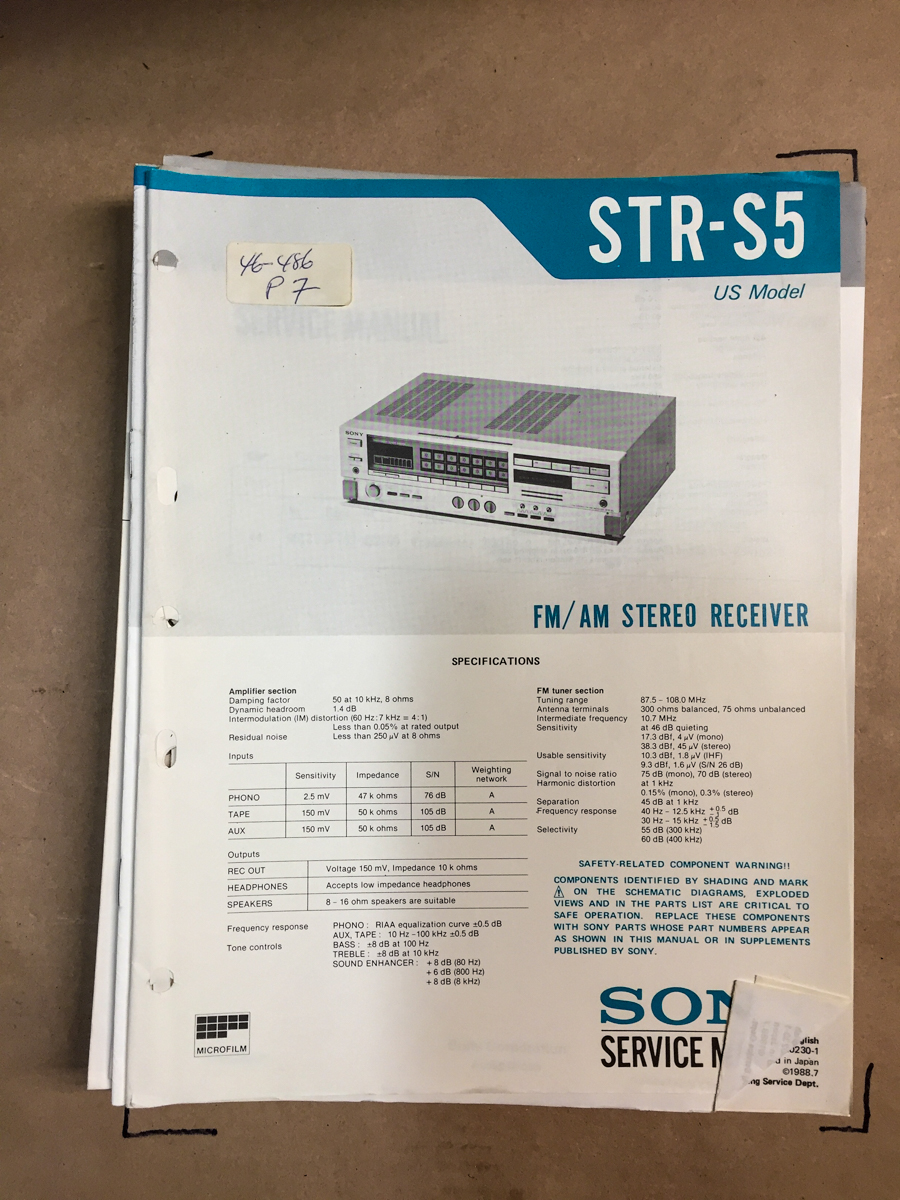 STR-S5
US Model
46-486
P 7
SONY
FM/AM STEREO RECEIVER
SPECIFICATIONS
Amplifier section
Damping factor 50 at 10 kHz, 8 ohms
Dynamic headroom 1.4 dB
Intermodulation (IM) distortion (60 Hz:7 kHz = 4:1)
Less than 0.05% at rated output
Residual noise Less than 250 μV at 8 ohms
Inputs
Sensitivity Impedance S/N Weighting network
PHONO 2.5 mV 47 k ohms 76 dB A
TAPE 150 mV 50 k ohms 105 dB A
AUX 150 mV 50 k ohms 105 dB A
Outputs
REC OUT Voltage 150 mV, Impedance 10 k ohms
HEADPHONES Accepts low impedance headphones
SPEAKERS 8 – 16 ohm speakers are suitable
Frequency response PHONO: RIAA equalization curve ±0.5 dB
AUX, TAPE: 10 Hz –100 kHz ±0.5 dB
Tone controls BASS: ±8 dB at 100 Hz
TREBLE: ±8 dB at 10 kHz
SOUND ENHANCER: +8 dB (80 Hz)
+6 dB (800 Hz)
+8 dB (8 kHz)
FM tuner section
Tuning range 87.5 – 108.0 MHz
Antenna terminals 300 ohms balanced, 75 ohms unbalanced
Intermediate frequency 10.7 MHz
Sensitivity at 46 dB quieting
17.3 dBf, 4 μV (mono)
38.3 dBf, 45 μV (stereo)
Usable sensitivity 10.3 dBf, 1.8 μV (IHF)
9.3 dBf, 1.6 μV (S/N 26 dB)
Signal to noise ratio 75 dB (mono), 70 dB (stereo)
Harmonic distortion at 1 kHz
0.15% (mono), 0.3% (stereo)
Separation 45 dB at 1 kHz
Frequency response 40 Hz – 12.5 kHz +0.5 dB
30 Hz – 15 kHz +0.5 -1.5 dB
Selectivity 55 dB (300 kHz)
60 dB (400 kHz)
SAFETY-RELATED COMPONENT WARNING!!
COMPONENTS IDENTIFIED BY SHADING AND MARK
⚠ ON THE SCHEMATIC DIAGRAMS, EXPLODED
VIEWS AND IN THE PARTS LIST ARE CRITICAL TO
SAFE OPERATION. REPLACE THESE COMPONENTS
WITH SONY PARTS WHOSE PART NUMBERS APPEAR
AS SHOWN IN THIS MANUAL OR IN SUPPLEMENTS
PUBLISHED BY SONY.
MICROFILM
SON
SERVICE M
glish
0230-1
d in Japan
©1988.7
ng Service Dept.